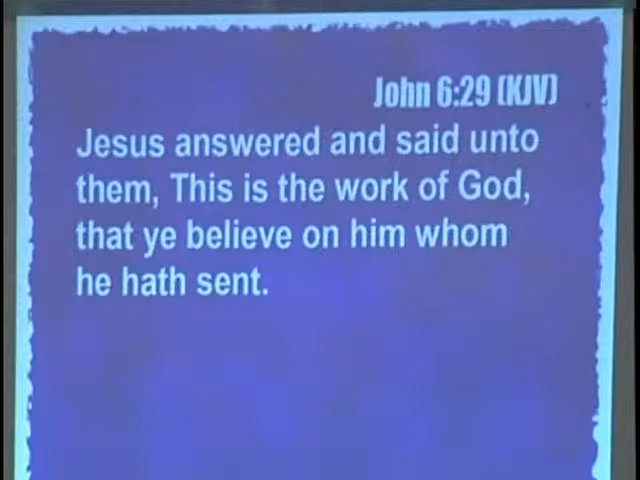 John 6:29 (KJV)
Jesus answered and said unto
them, This is the work of God,
that ye believe on him whom
he hath sent.